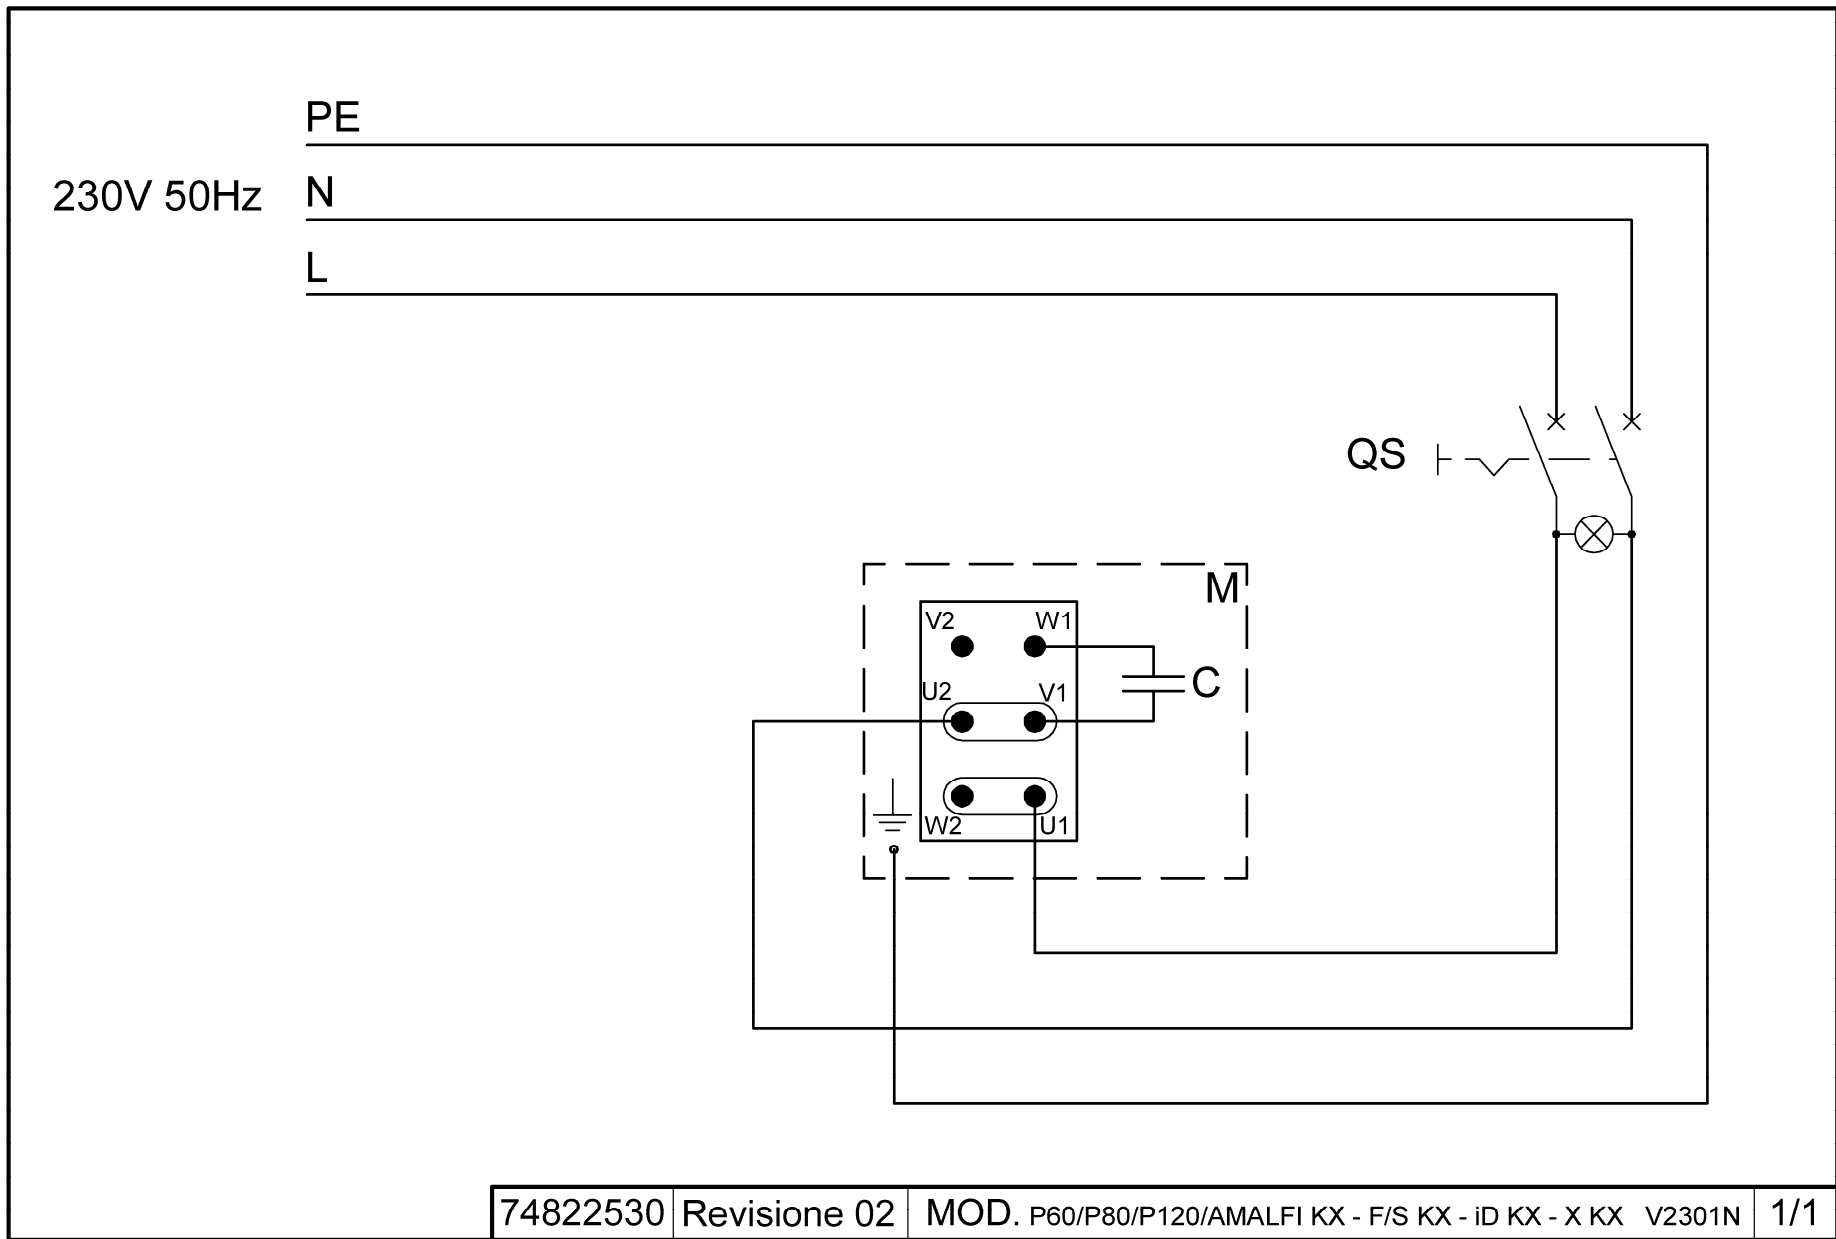 PE
230V 50Hz N
L
QS
M
V2 W1
C
U2 V1
W2 U1
74822530 Revisione 02 MOD. P60/P80/P120/AMALFI KX - F/S KX - iD KX - X KX V2301N 1/1